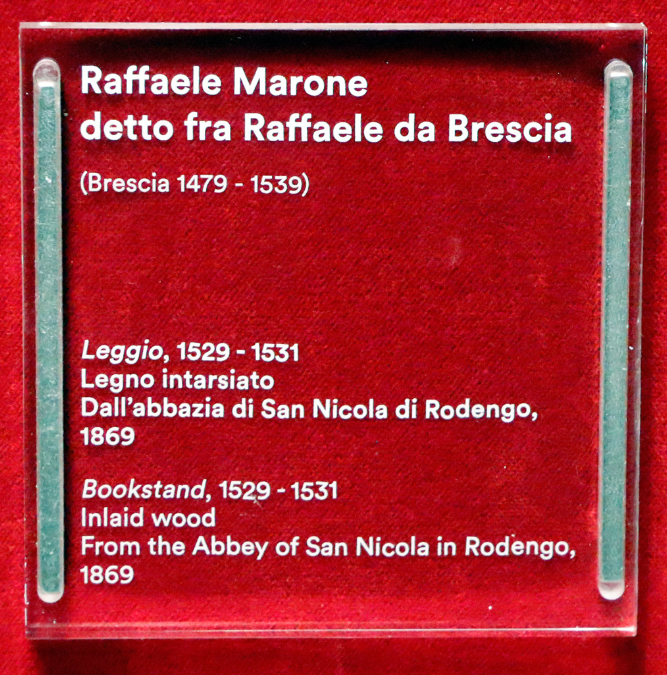 Raffaele Marone
detto fra Raffaele da Brescia
(Brescia 1479 - 1539)
Leggio, 1529 - 1531
Legno intarsiato
Dall'abbazia di San Nicola di Rodengo,
1869
Bookstand, 1529 - 1531
Inlaid wood
From the Abbey of San Nicola in Rodengo,
1869